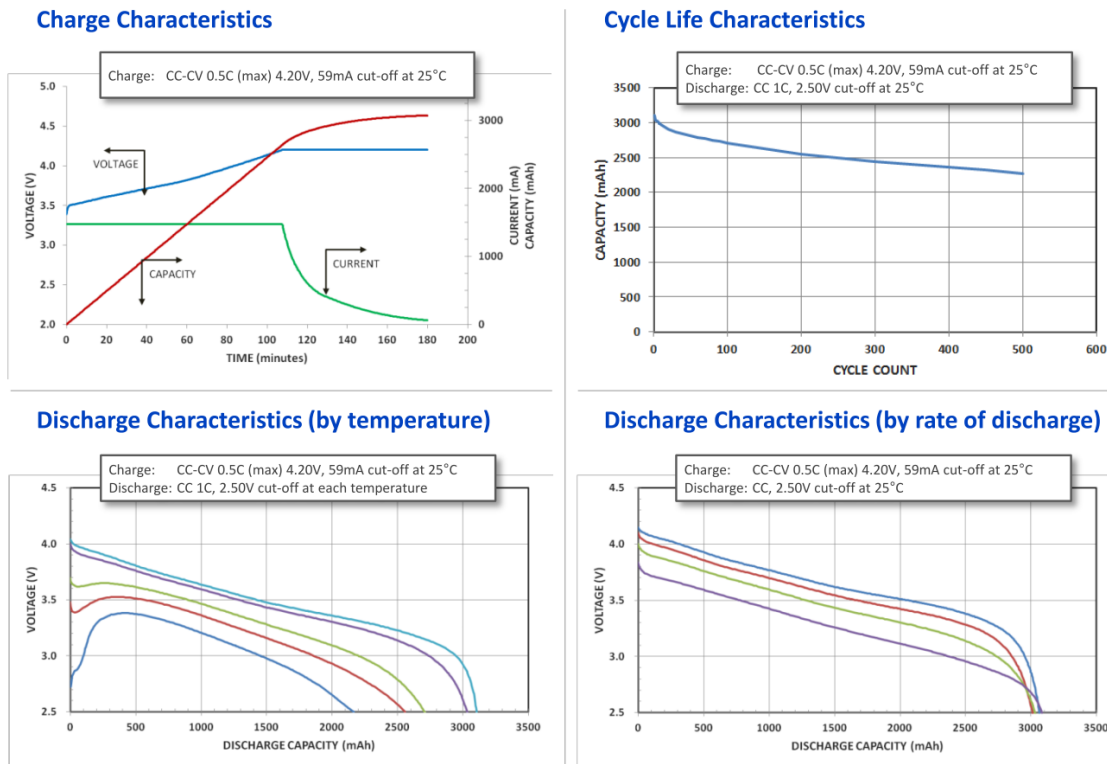 Charge Characteristics
Charge: CC-CV 0.5C (max) 4.20V, 59mA cut-off at 25°C
5.0
4.5
4.0
3.5
3.0
2.5
2.0
VOLTAGE (V)
VOLTAGE
CAPACITY
CURRENT
3000
2000
1000
0
CURRENT (mA)
CAPACITY (mAh)
0 20 40 60 80 100 120 140 160 180 200
TIME (minutes)
Cycle Life Characteristics
Charge: CC-CV 0.5C (max) 4.20V, 59mA cut-off at 25°C
Discharge: CC 1C, 2.50V cut-off at 25°C
3500
3000
2500
2000
1500
1000
500
0
CAPACITY (mAh)
0 100 200 300 400 500 600
CYCLE COUNT
Discharge Characteristics (by temperature)
Charge: CC-CV 0.5C (max) 4.20V, 59mA cut-off at 25°C
Discharge: CC 1C, 2.50V cut-off at each temperature
4.5
4.0
3.5
3.0
2.5
VOLTAGE (V)
0 500 1000 1500 2000 2500 3000 3500
DISCHARGE CAPACITY (mAh)
Discharge Characteristics (by rate of discharge)
Charge: CC-CV 0.5C (max) 4.20V, 59mA cut-off at 25°C
Discharge: CC, 2.50V cut-off at 25°C
4.5
4.0
3.5
3.0
2.5
VOLTAGE (V)
0 500 1000 1500 2000 2500 3000 3500
DISCHARGE CAPACITY (mAh)